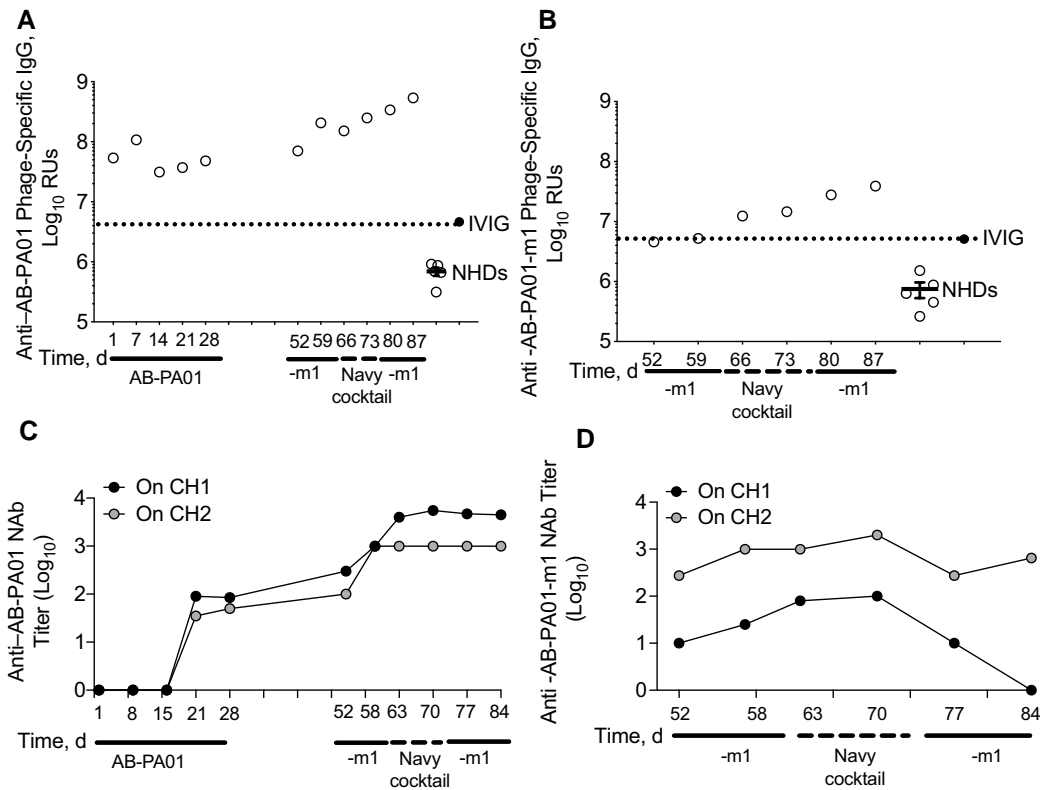 A
Anti–AB-PA01 Phage-Specific IgG,
Log10 RUs
9
8
7
6
5
IVIG
NHDs
1 7 14 21 28 52 59 66 73 80 87
Time, d
AB-PA01
-m1 Navy -m1
cocktail
B
Anti -AB-PA01-m1 Phage-Specific IgG,
Log10 RUs
9
8
7
6
5
IVIG
NHDs
52 59 66 73 80 87
Time, d
-m1 Navy -m1
cocktail
C
Anti–AB-PA01 NAb
Titer (Log10)
On CH1
On CH2
4
3
2
1
0
1 8 15 21 28 52 58 63 70 77 84
Time, d
AB-PA01
-m1 Navy -m1
cocktail
D
Anti -AB-PA01-m1 NAb Titer
(Log10)
On CH1
On CH2
4
3
2
1
0
52 58 63 70 77 84
Time, d
-m1 Navy -m1
cocktail